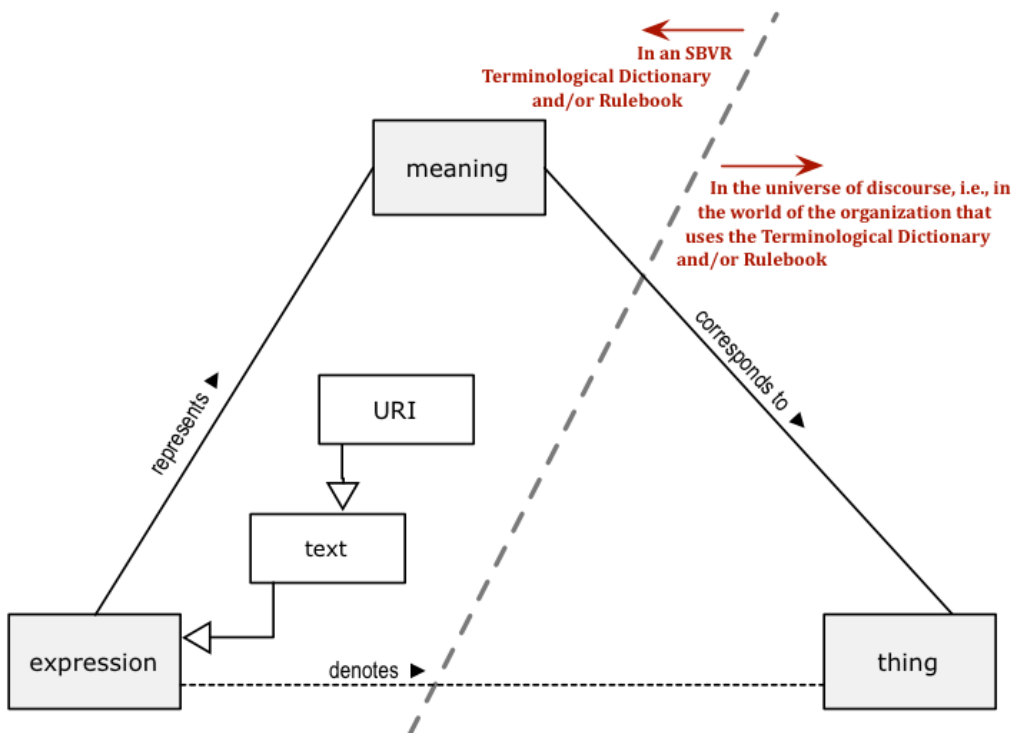 In an SBVR
Terminological Dictionary
and/or Rulebook
meaning
In the universe of discourse, i.e., in
the world of the organization that
uses the Terminological Dictionary
and/or Rulebook
corresponds to ▶
represents ▶
URI
text
expression
denotes ▶
thing